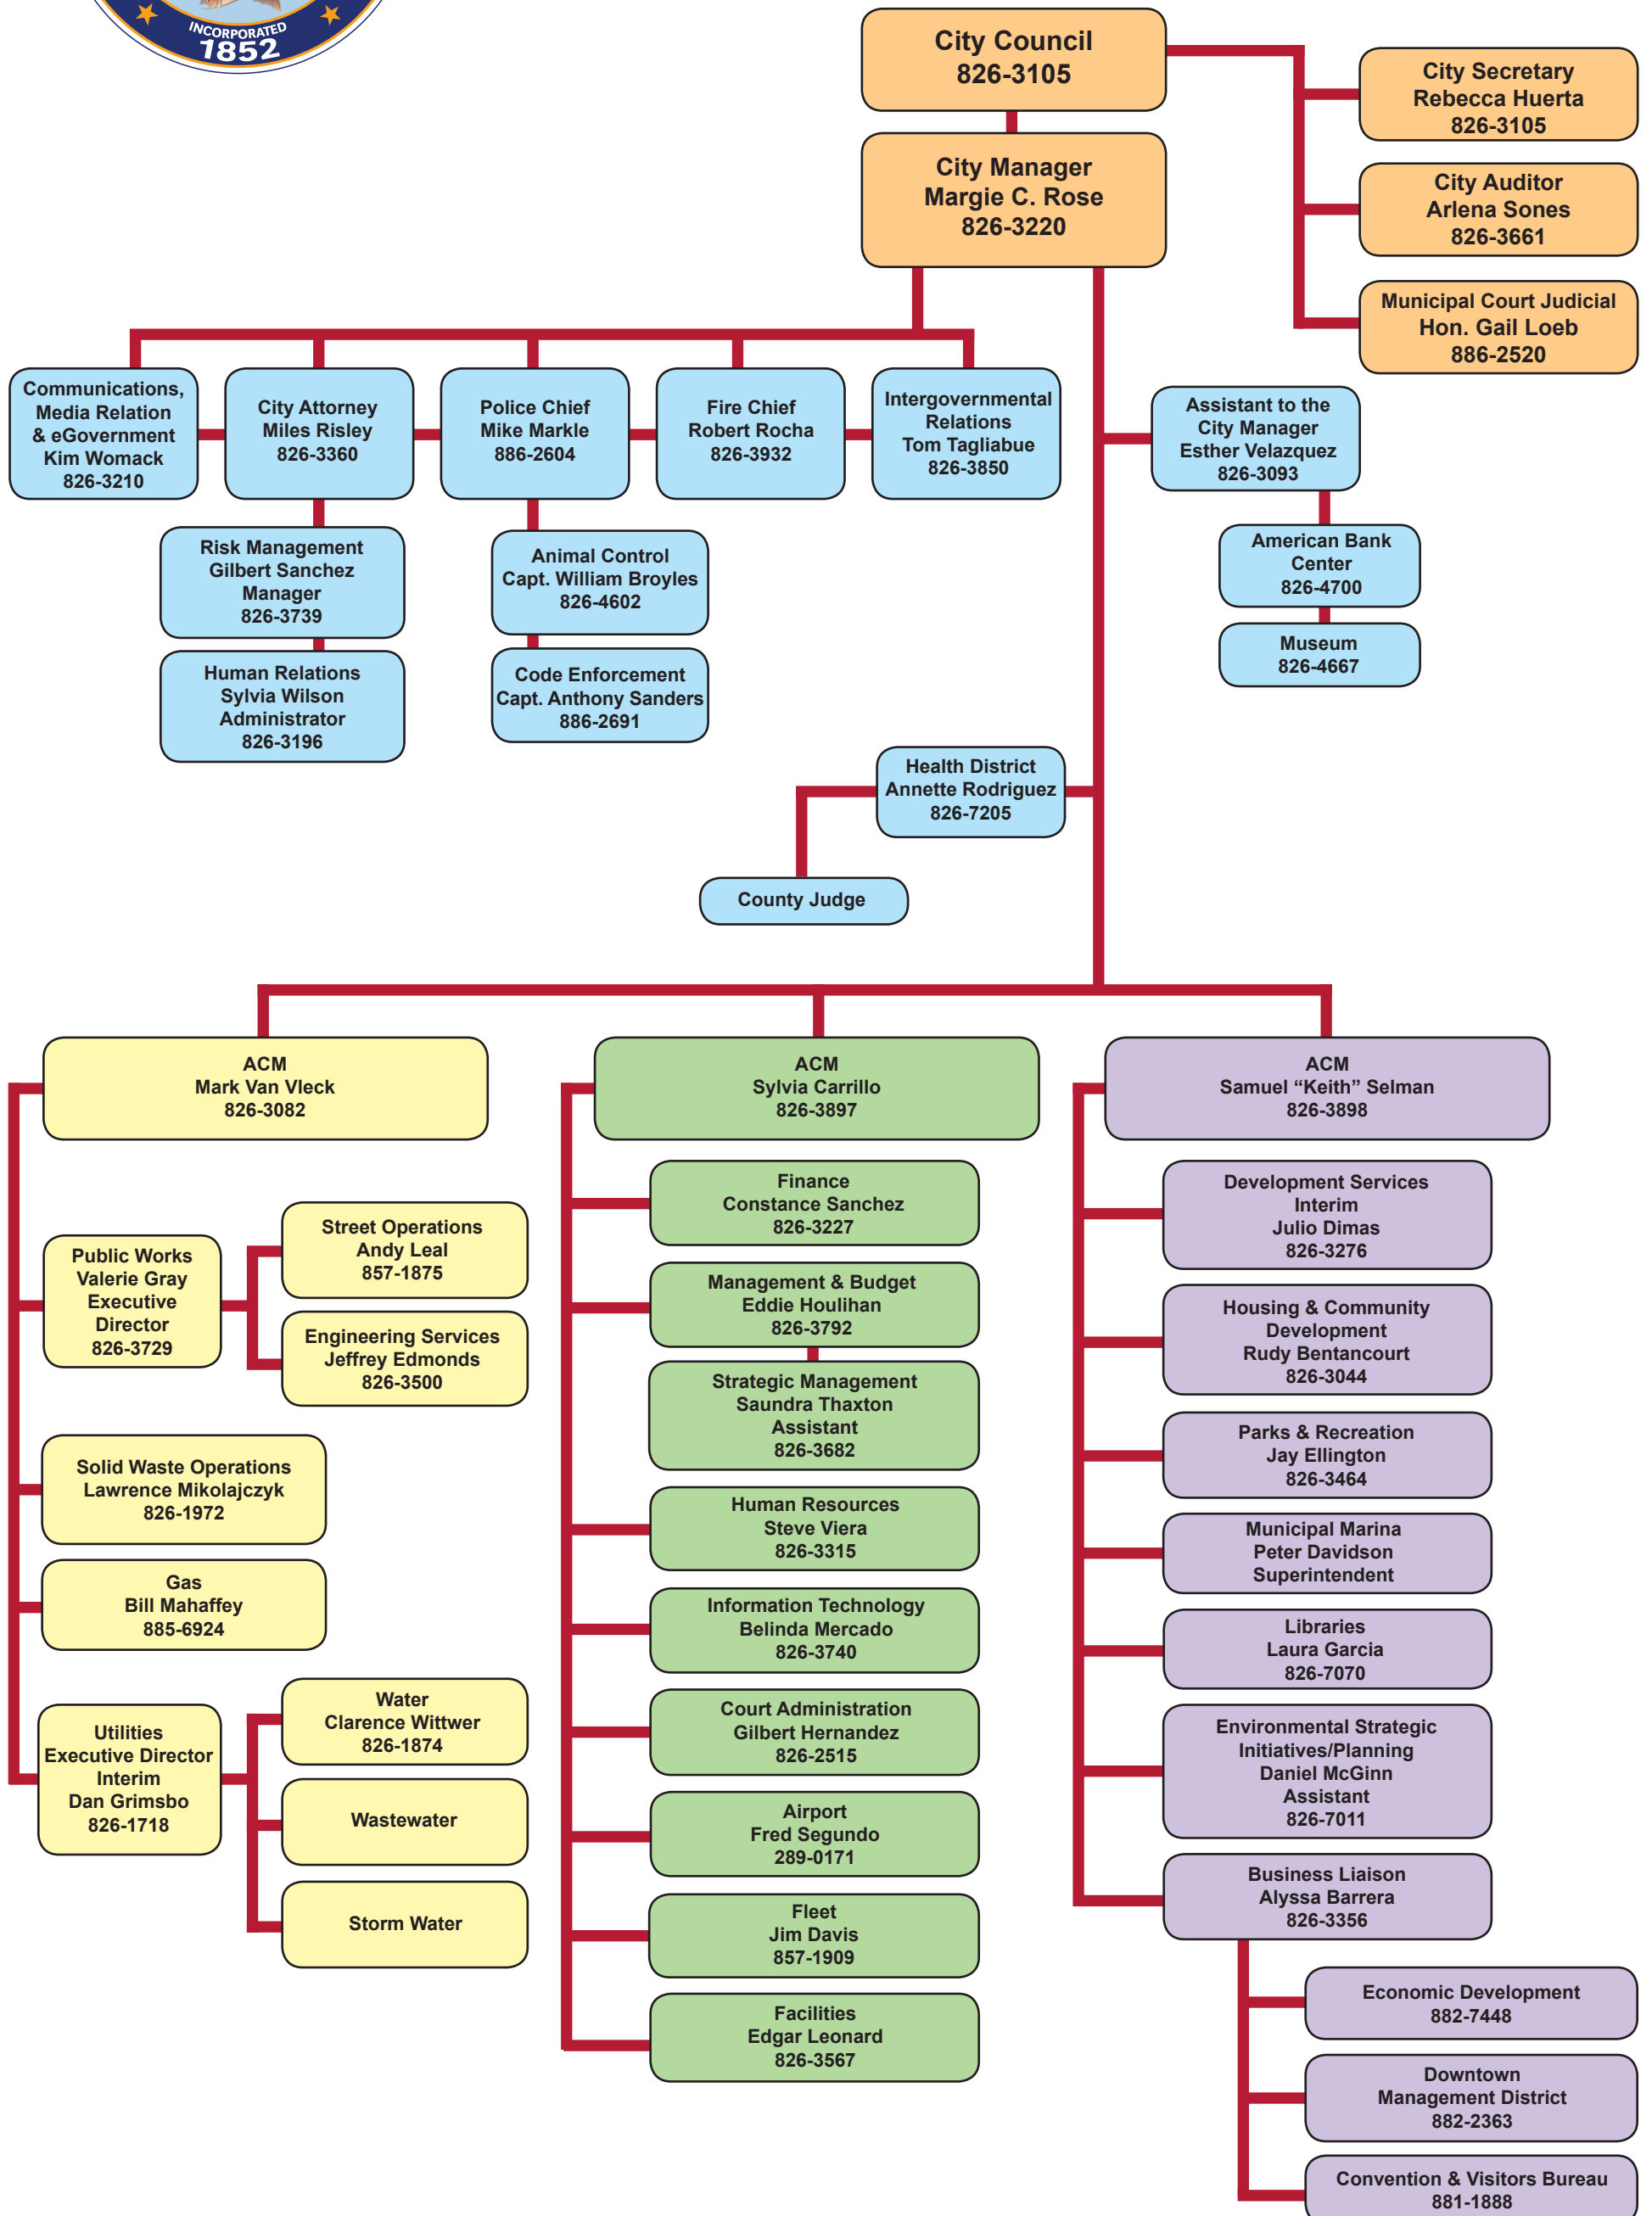 INCORPORATED
1852
City Council
826-3105
City Manager
Margie C. Rose
826-3220
City Secretary
Rebecca Huerta
826-3105
City Auditor
Arlena Sones
826-3661
Municipal Court Judicial
Hon. Gail Loeb
886-2520
Communications,
Media Relation
& eGovernment
Kim Womack
826-3210
City Attorney
Miles Risley
826-3360
Police Chief
Mike Markle
886-2604
Fire Chief
Robert Rocha
826-3932
Intergovernmental
Relations
Tom Tagliabue
826-3850
Assistant to the
City Manager
Esther Velazquez
826-3093
Risk Management
Gilbert Sanchez
Manager
826-3739
Human Relations
Sylvia Wilson
Administrator
826-3196
Animal Control
Capt. William Broyles
826-4602
Code Enforcement
Capt. Anthony Sanders
886-2691
American Bank
Center
826-4700
Museum
826-4667
Health District
Annette Rodriguez
826-7205
County Judge
ACM
Mark Van Vleck
826-3082
Public Works
Valerie Gray
Executive
Director
826-3729
Street Operations
Andy Leal
857-1875
Engineering Services
Jeffrey Edmonds
826-3500
Solid Waste Operations
Lawrence Mikolajczyk
826-1972
Gas
Bill Mahaffey
885-6924
Utilities
Executive Director
Interim
Dan Grimsbo
826-1718
Water
Clarence Wittwer
826-1874
Wastewater
Storm Water
ACM
Sylvia Carrillo
826-3897
Finance
Constance Sanchez
826-3227
Management & Budget
Eddie Houlihan
826-3792
Strategic Management
Saundra Thaxton
Assistant
826-3682
Human Resources
Steve Viera
826-3315
Information Technology
Belinda Mercado
826-3740
Court Administration
Gilbert Hernandez
826-2515
Airport
Fred Segundo
289-0171
Fleet
Jim Davis
857-1909
Facilities
Edgar Leonard
826-3567
ACM
Samuel “Keith” Selman
826-3898
Development Services
Interim
Julio Dimas
826-3276
Housing & Community
Development
Rudy Bentancourt
826-3044
Parks & Recreation
Jay Ellington
826-3464
Municipal Marina
Peter Davidson
Superintendent
Libraries
Laura Garcia
826-7070
Environmental Strategic
Initiatives/Planning
Daniel McGinn
Assistant
826-7011
Business Liaison
Alyssa Barrera
826-3356
Economic Development
882-7448
Downtown
Management District
882-2363
Convention & Visitors Bureau
881-1888